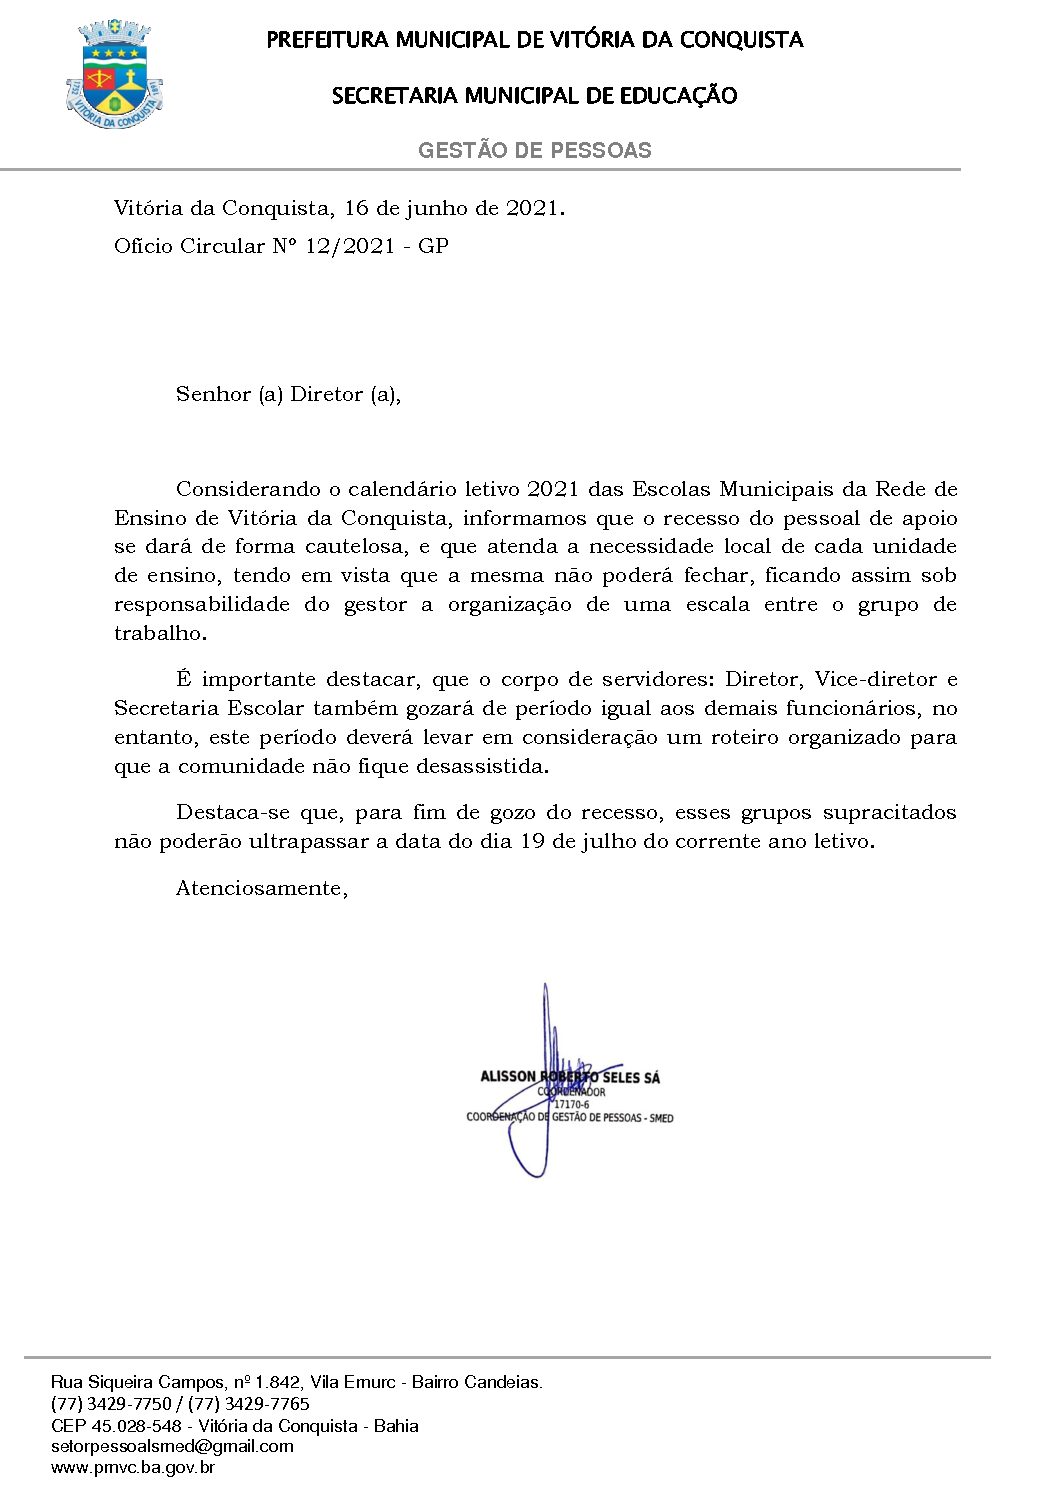 PREFEITURA MUNICIPAL DE VITÓRIA DA CONQUISTA
SECRETARIA MUNICIPAL DE EDUCAÇÃO
GESTÃO DE PESSOAS
1752 VITÓRIA DA CONQUISTA 1891
Vitória da Conquista, 16 de junho de 2021.
Ofício Circular Nº 12/2021 - GP
Senhor (a) Diretor (a),
Considerando o calendário letivo 2021 das Escolas Municipais da Rede de
Ensino de Vitória da Conquista, informamos que o recesso do pessoal de apoio
se dará de forma cautelosa, e que atenda a necessidade local de cada unidade
de ensino, tendo em vista que a mesma não poderá fechar, ficando assim sob
responsabilidade do gestor a organização de uma escala entre o grupo de
trabalho.
É importante destacar, que o corpo de servidores: Diretor, Vice-diretor e
Secretaria Escolar também gozará de período igual aos demais funcionários, no
entanto, este período deverá levar em consideração um roteiro organizado para
que a comunidade não fique desassistida.
Destaca-se que, para fim de gozo do recesso, esses grupos supracitados
não poderão ultrapassar a data do dia 19 de julho do corrente ano letivo.
Atenciosamente,
ALISSON ROBERTO SELES SÁ
COORDENADOR
17170-6
COORDENAÇÃO DE GESTÃO DE PESSOAS - SMED
Rua Siqueira Campos, nº 1.842, Vila Emurc - Bairro Candeias.
(77) 3429-7750 / (77) 3429-7765
CEP 45.028-548 - Vitória da Conquista - Bahia
setorpessoalsmed@gmail.com
www.pmvc.ba.gov.br